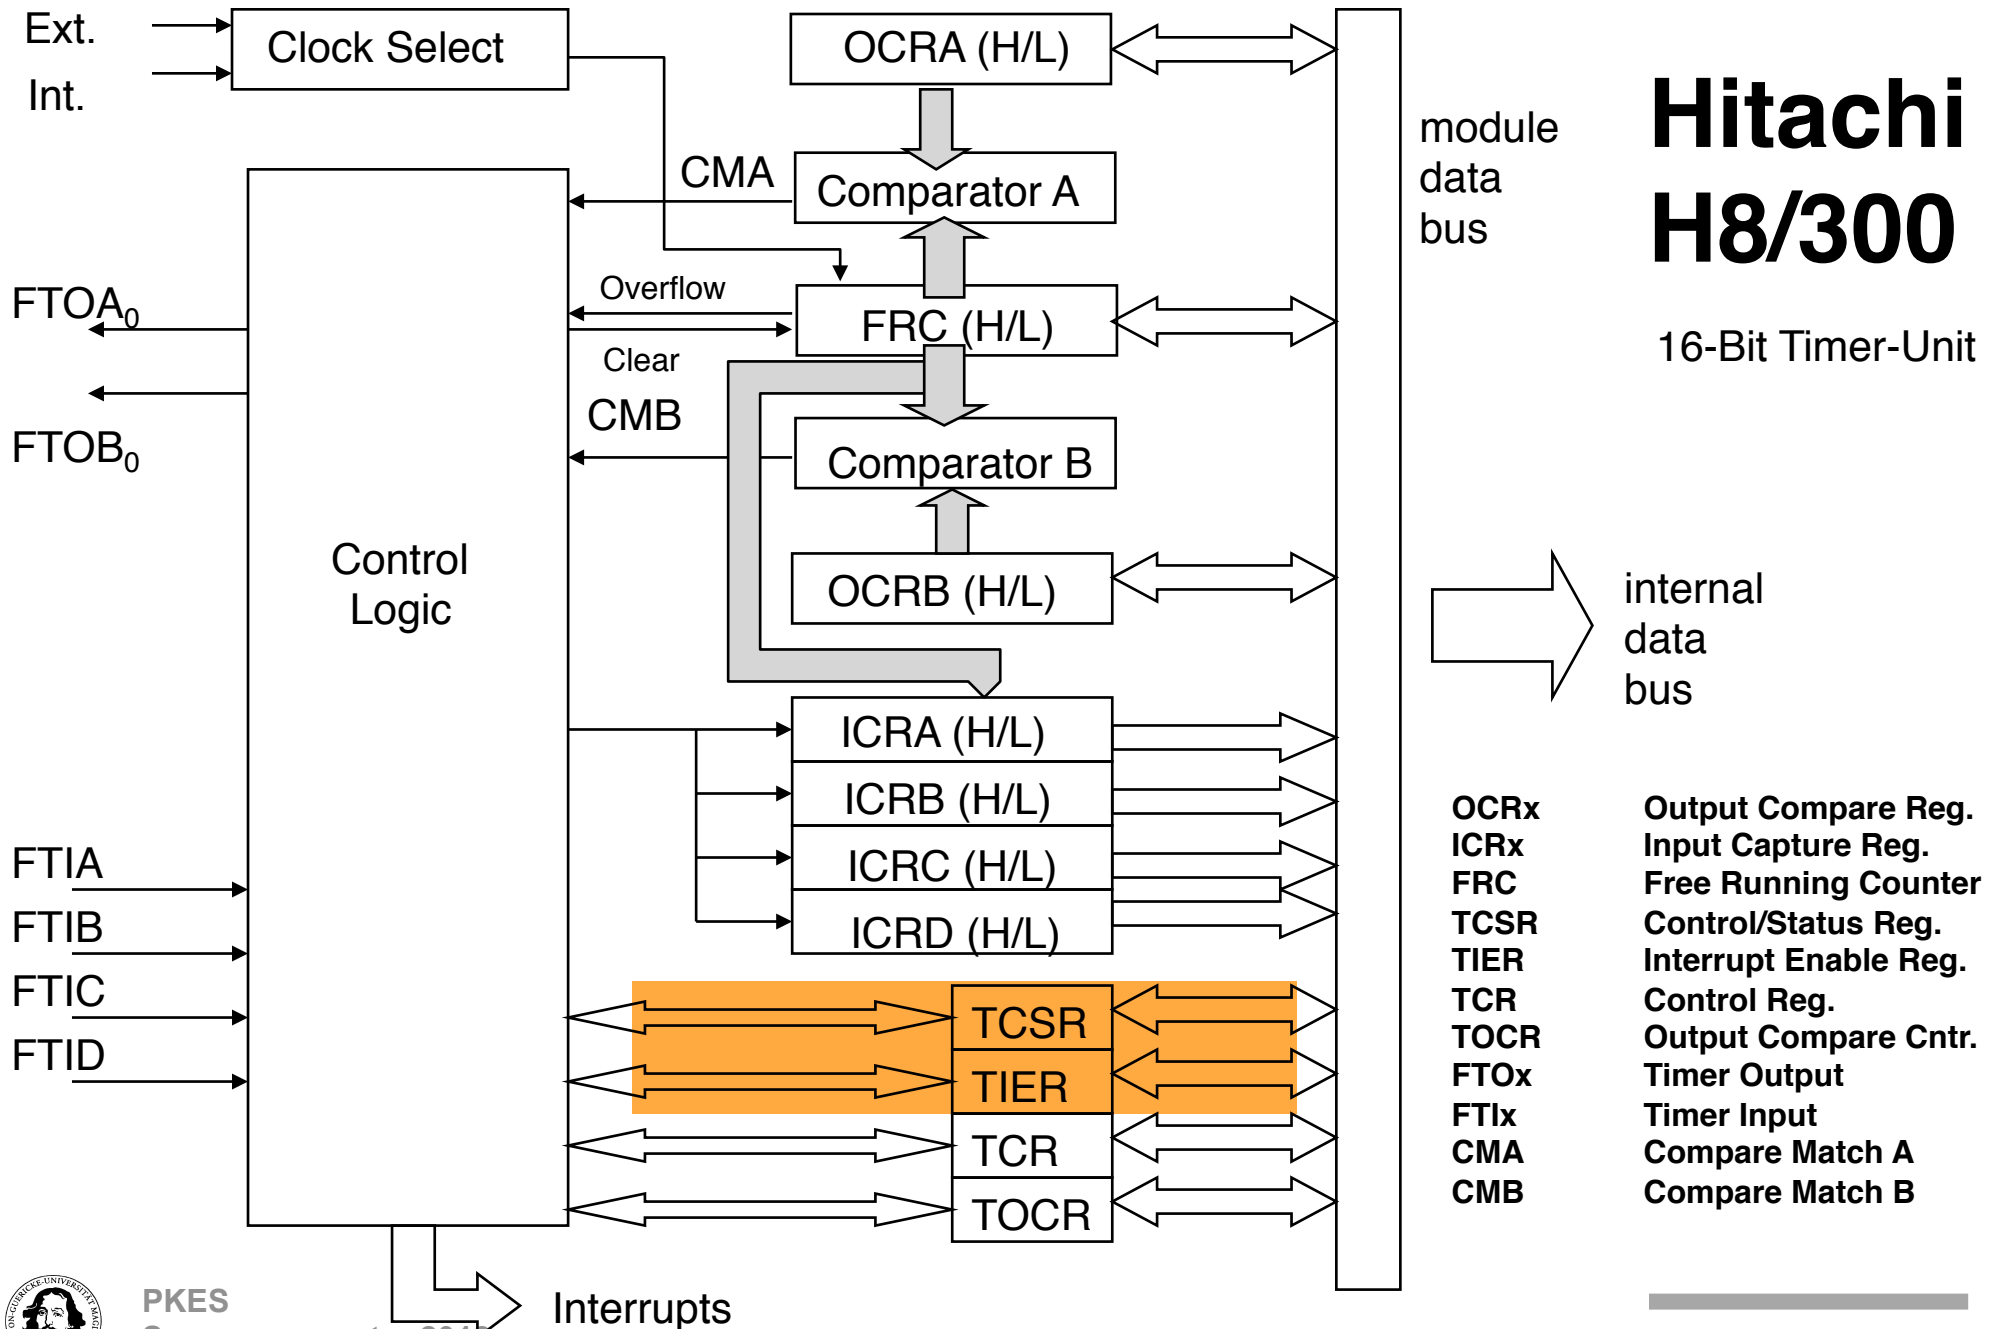 Ext.
Int.
Clock Select
OCRA (H/L)
module
data
bus
Hitachi
H8/300
16-Bit Timer-Unit
CMA
Comparator A
FTOA0
Overflow
FRC (H/L)
Clear
CMB
FTOB0
Comparator B
Control
Logic
OCRB (H/L)
internal
data
bus
ICRA (H/L)
ICRB (H/L)
ICRC (H/L)
ICRD (H/L)
FTIA
FTIB
FTIC
FTID
TCSR
TIER
TCR
TOCR
OCRx Output Compare Reg.
ICRx Input Capture Reg.
FRC Free Running Counter
TCSR Control/Status Reg.
TIER Interrupt Enable Reg.
TCR Control Reg.
TOCR Output Compare Cntr.
FTOx Timer Output
FTIx Timer Input
CMA Compare Match A
CMB Compare Match B
Interrupts
PKES